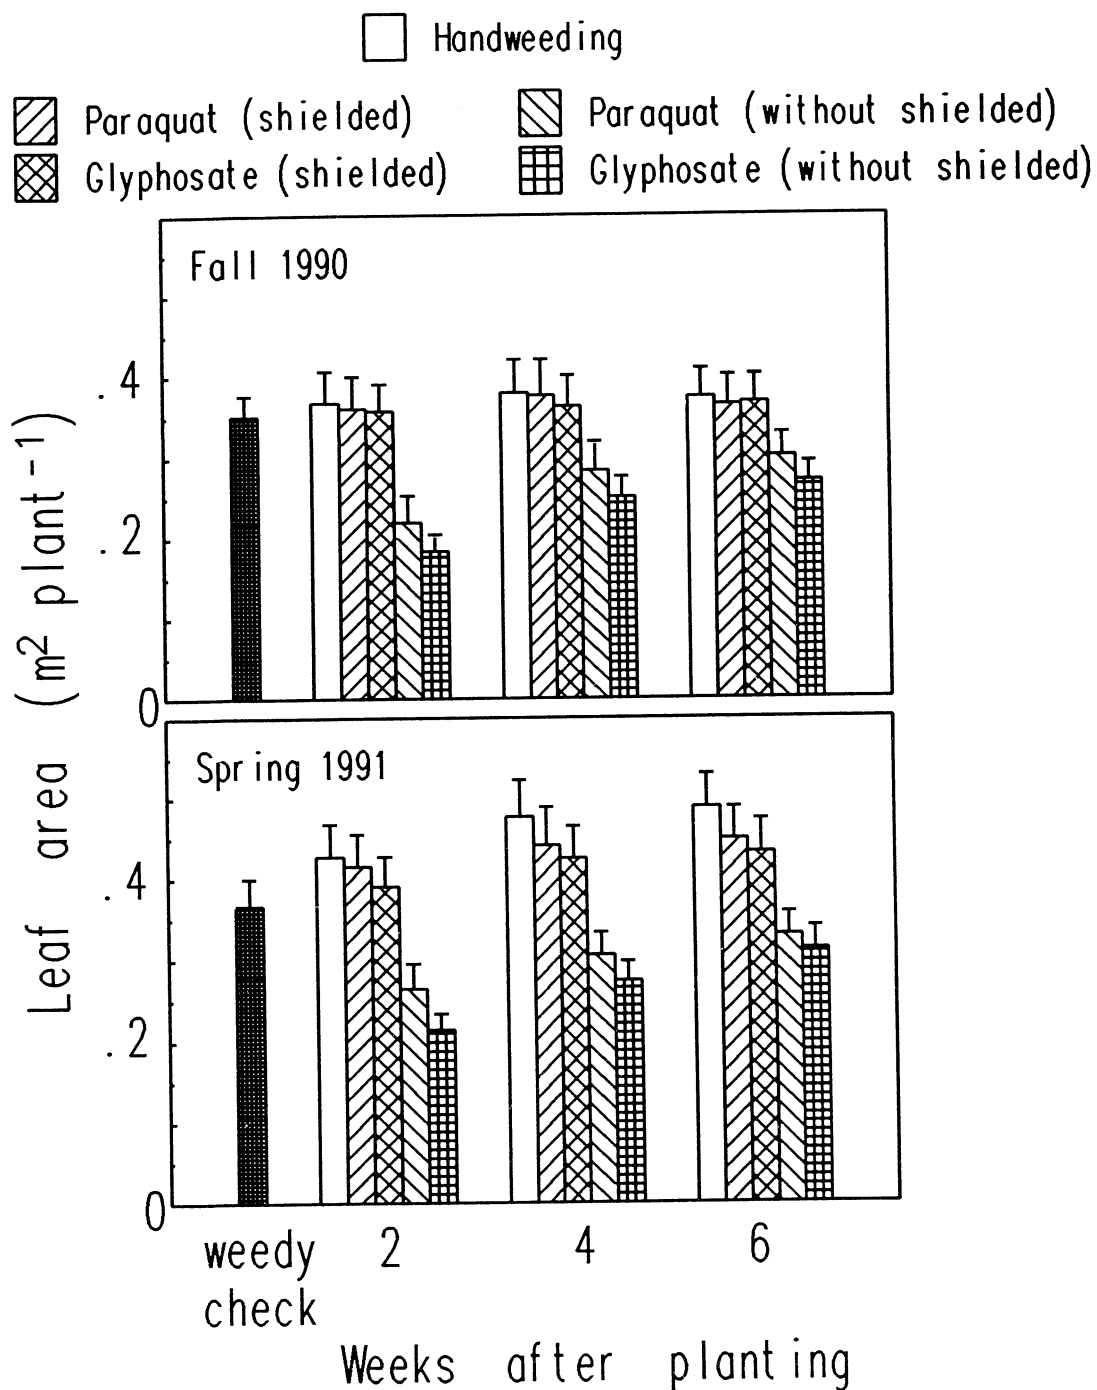 Handweeding
Paraquat (shielded)
Paraquat (without shielded)
Glyphosate (shielded)
Glyphosate (without shielded)
Fall 1990
.4
.2
0
Spring 1991
.4
.2
0
Leaf area (m² plant⁻¹)
weedy check
2
4
6
Weeks after planting